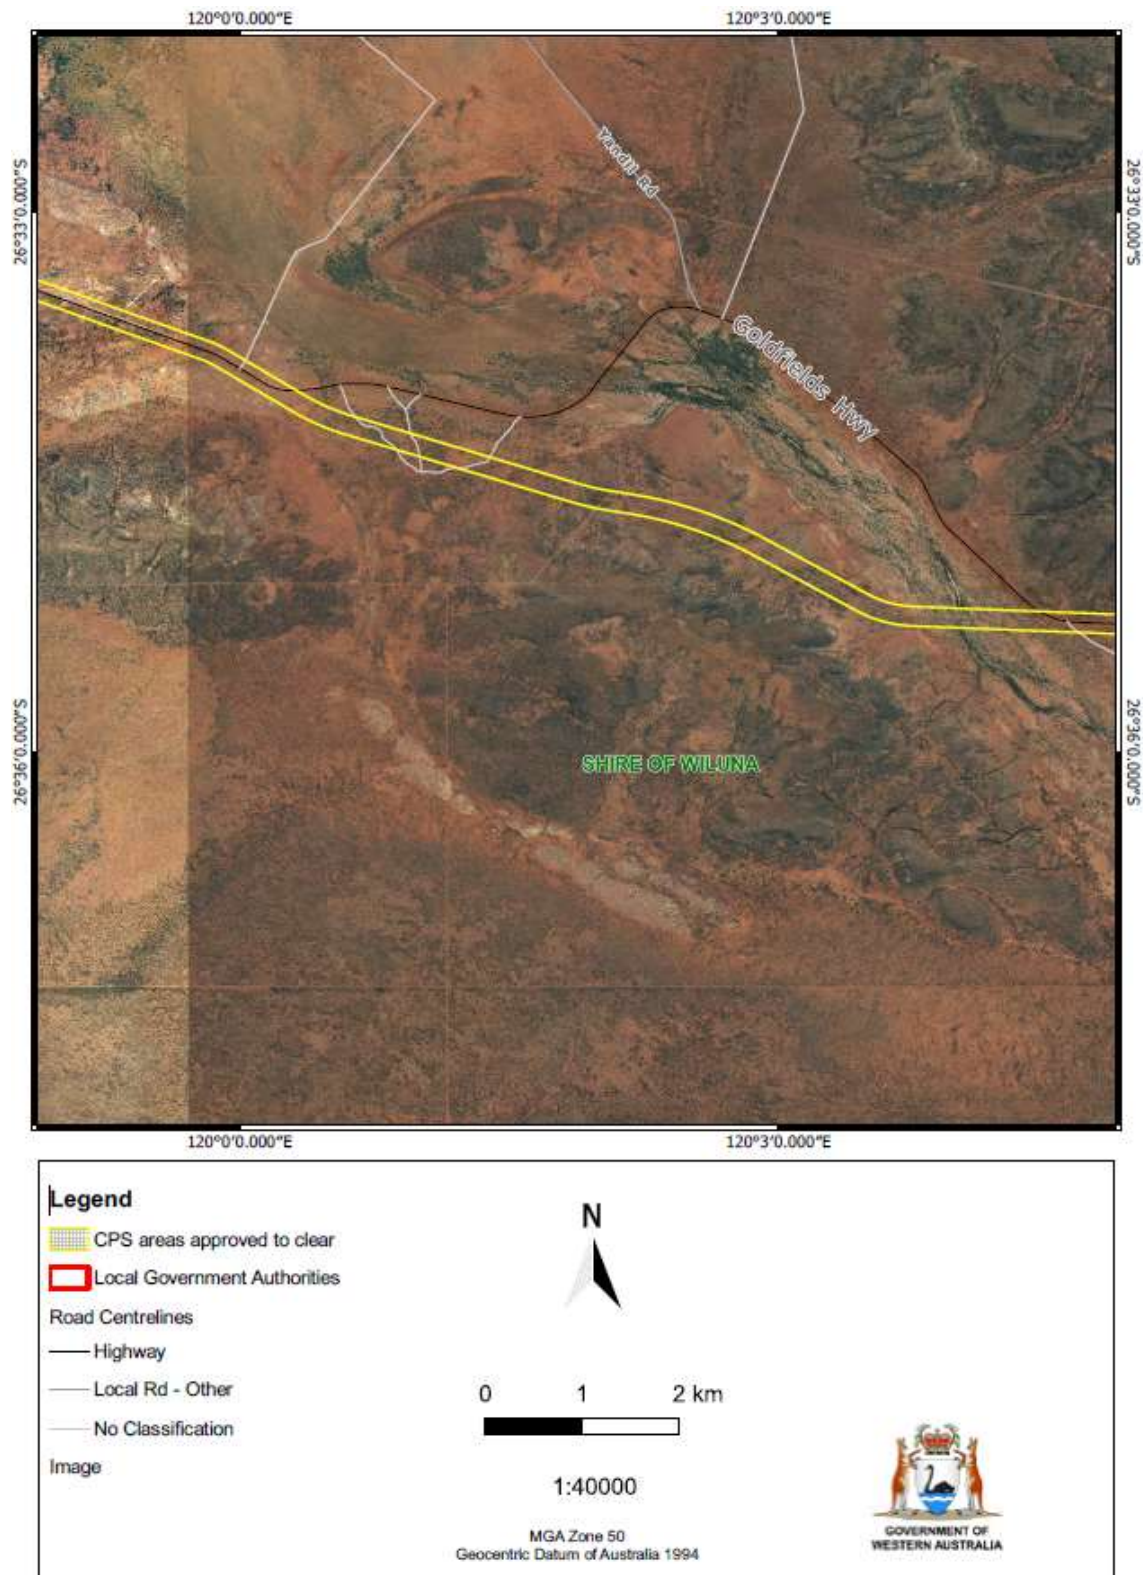 120°0'0.000"E
120°3'0.000"E
26°33'0.000"S
26°33'0.000"S
Yandil Rd
Goldfields Hwy
26°36'0.000"S
26°36'0.000"S
SHIRE OF WILUNA
120°0'0.000"E
120°3'0.000"E
Legend
CPS areas approved to clear
Local Government Authorities
Road Centrelines
Highway
Local Rd - Other
No Classification
Image
N
0 1 2 km
1:40000
MGA Zone 50
Geocentric Datum of Australia 1994
GOVERNMENT OF
WESTERN AUSTRALIA